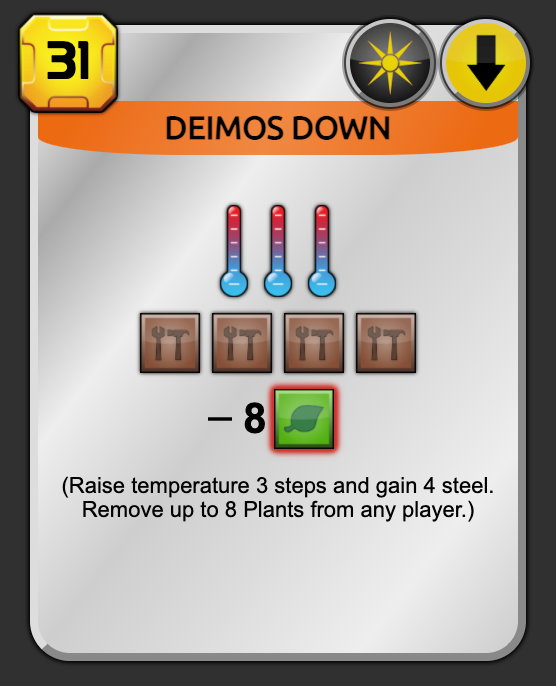 31
DEIMOS DOWN
– 8
(Raise temperature 3 steps and gain 4 steel.
Remove up to 8 Plants from any player.)